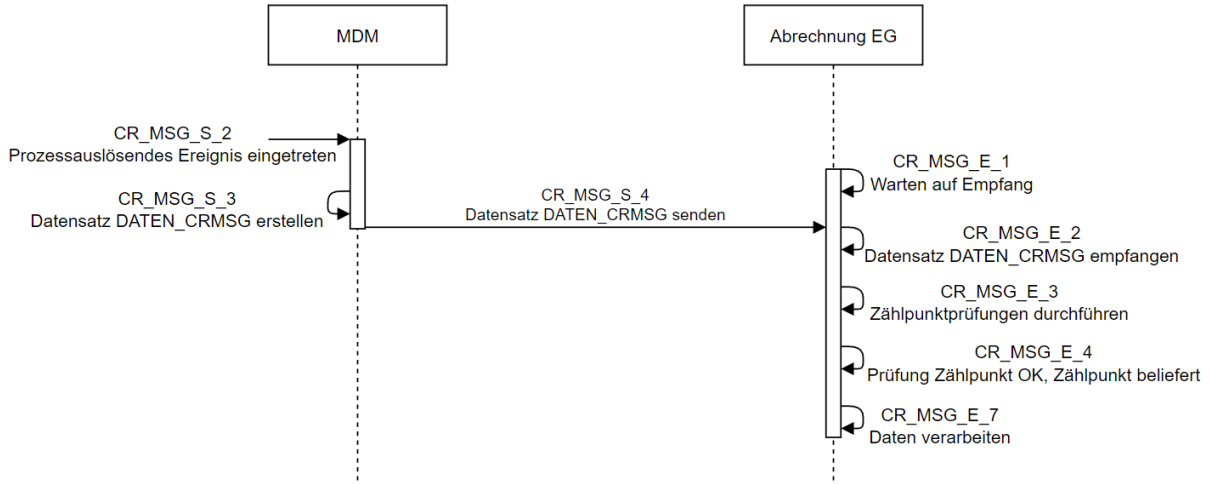 MDM
Abrechnung EG
CR_MSG_S_2
Prozessauslösendes Ereignis eingetreten
CR_MSG_S_3
Datensatz DATEN_CRMSG erstellen
CR_MSG_S_4
Datensatz DATEN_CRMSG senden
CR_MSG_E_1
Warten auf Empfang
CR_MSG_E_2
Datensatz DATEN_CRMSG empfangen
CR_MSG_E_3
Zählpunktprüfungen durchführen
CR_MSG_E_4
Prüfung Zählpunkt OK, Zählpunkt beliefert
CR_MSG_E_7
Daten verarbeiten